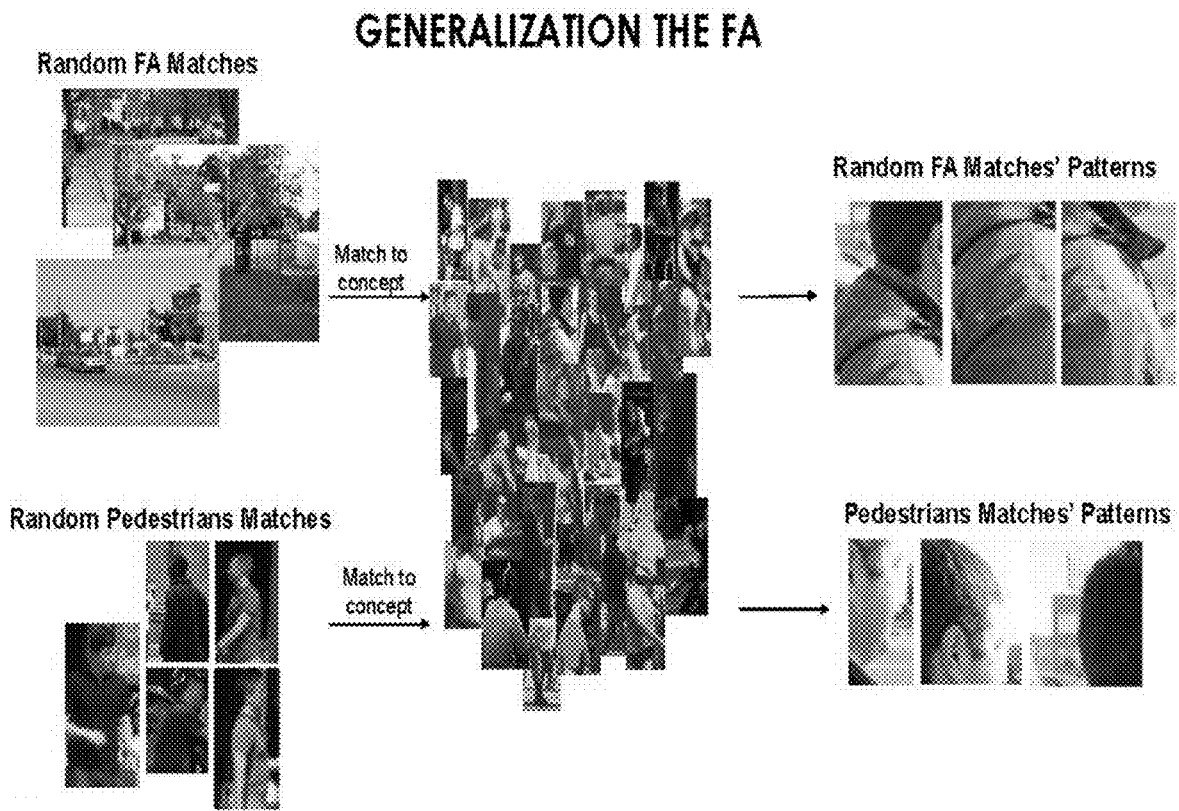 GENERALIZATION THE FA
Random FA Matches
Match to
concept
Random FA Matches' Patterns
Random Pedestrians Matches
Match to
concept
Pedestrians Matches' Patterns